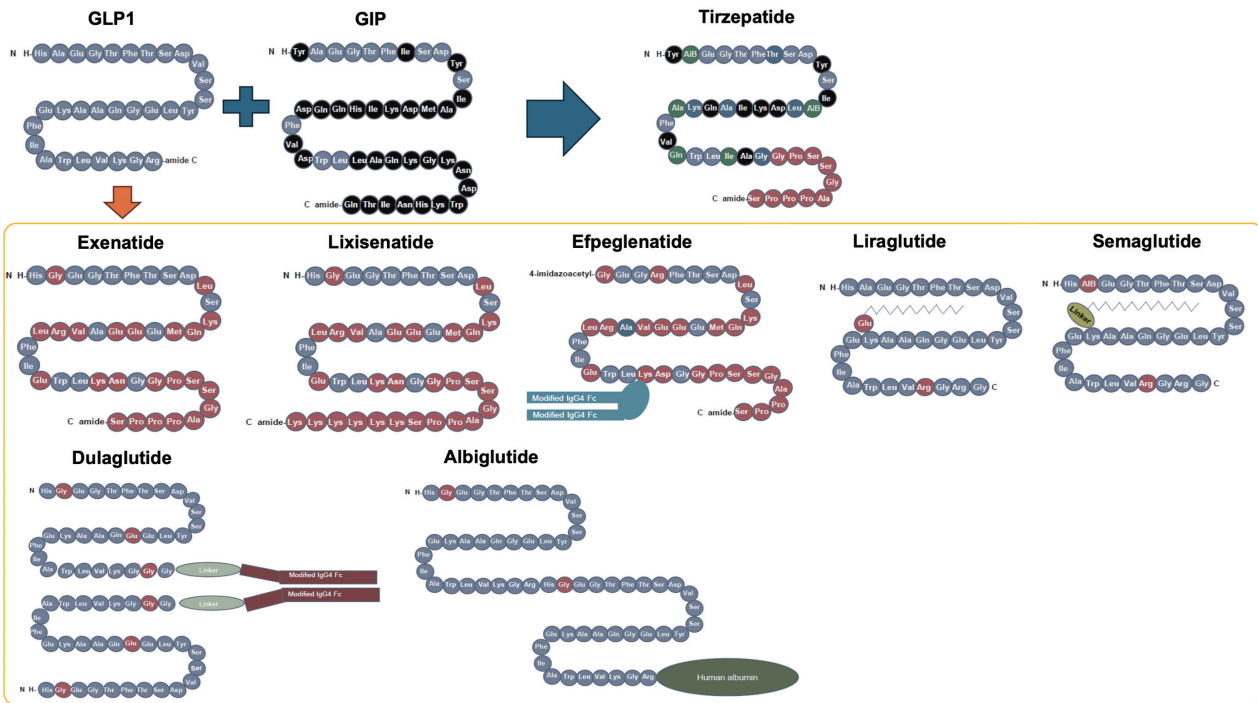 GLP1
N H- His Ala Glu Gly Thr Phe Thr Ser Asp
Val
Ser
Ser
Glu Lys Ala Ala Gln Gly Glu Leu Tyr
Phe
Ile
Ala Trp Leu Val Lys Gly Arg -amide C
GIP
N H- Tyr Ala Glu Gly Thr Phe Ile Ser Asp
Tyr
Ser
Ile
Asp Gln Gln His Ile Lys Asp Met Ala
Phe
Val
Asp Trp Leu Leu Ala Gln Lys Gly Lys
Asn
Asp
C amide- Gln Thr Ile Asn His Lys Trp
Tirzepatide
N H- Tyr AiB Glu Gly Thr Phe Thr Ser Asp
Tyr
Ser
Ile
Ala Lys Gln Ala Ile Lys Asp Leu AiB
Phe
Val
Gln Trp Leu Ile Ala Gly Gly Pro Ser
Ser
Gly
C amide- Ser Pro Pro Pro Ala
Exenatide
N H- His Gly Glu Gly Thr Phe Thr Ser Asp
Leu
Ser
Lys
Leu Arg Val Ala Glu Glu Glu Met Gln
Phe
Ile
Glu Trp Leu Lys Asn Gly Gly Pro Ser
Ser
Gly
C amide- Ser Pro Pro Pro Ala
Lixisenatide
N H- His Gly Glu Gly Thr Phe Thr Ser Asp
Leu
Ser
Lys
Leu Arg Val Ala Glu Glu Glu Met Gln
Phe
Ile
Glu Trp Leu Lys Asn Gly Gly Pro Ser
Ser
Gly
C amide- Lys Lys Lys Lys Lys Lys Ser Pro Pro Ala
Efpeglenatide
4-imidazoacetyl- Gly Glu Gly Arg Phe Thr Ser Asp
Leu
Ser
Lys
Leu Arg Ala Val Glu Glu Glu Met Gln
Phe
Ile
Glu Trp Leu Lys Asp Gly Gly Pro Ser Ser Gly
Ala
Pro
C amide- Ser Pro
Modified IgG4 Fc
Modified IgG4 Fc
Liraglutide
N H- His Ala Glu Gly Thr Phe Thr Ser Asp
Val
Ser
Ser
Glu
Glu Lys Ala Ala Gln Gly Glu Leu Tyr
Phe
Ile
Ala Trp Leu Val Arg Gly Arg Gly C
Semaglutide
N H- His AIB Glu Gly Thr Phe Thr Ser Asp
Val
Ser
Ser
Linker
Glu Lys Ala Ala Gln Gly Glu Leu Tyr
Phe
Ile
Ala Trp Leu Val Arg Gly Arg Gly C
Dulaglutide
N H- His Gly Glu Gly Thr Phe Thr Ser Asp
Val
Ser
Ser
Glu Lys Ala Ala Gln Glu Glu Leu Tyr
Phe
Ile
Ala Trp Leu Val Lys Gly Gly Gly Linker Modified IgG4 Fc
Ala Trp Leu Val Lys Gly Gly Gly Linker Modified IgG4 Fc
Ile
Phe
Glu Lys Ala Ala Gln Glu Glu Leu Tyr
Ser
Ser
Val
N H- His Gly Glu Gly Thr Phe Thr Ser Asp
Albiglutide
N H- His Gly Glu Gly Thr Phe Thr Ser Asp
Val
Ser
Ser
Glu Lys Ala Ala Gln Gly Glu Leu Tyr
Phe
Ile
Ala Trp Leu Val Lys Gly Arg His Gly Glu Gly Thr Phe Thr Ser Asp
Val
Ser
Ser
Glu Lys Ala Ala Gln Gly Glu Leu Tyr
Phe
Ile
Ala Trp Leu Val Lys Gly Arg Human albumin